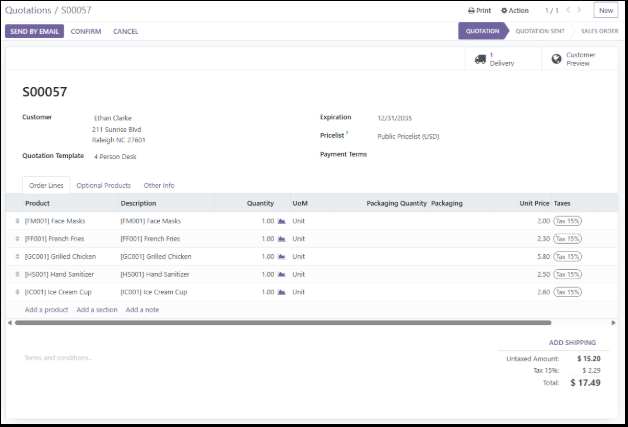 Quotations / S00057
Print Action 1 / 1 New
SEND BY EMAIL CONFIRM CANCEL QUOTATION QUOTATION SENT SALES ORDER
1 Delivery Customer Preview
S00057
Customer Ethan Clarke Expiration 12/31/2035
211 Sunrise Blvd
Raleigh NC 27601 Pricelist ? Public Pricelist (USD)
Quotation Template 4 Person Desk Payment Terms
Order Lines Optional Products Other Info
Product Description Quantity UoM Packaging Quantity Packaging Unit Price Taxes
[FM001] Face Masks [FM001] Face Masks 1.00 Unit 2.00 Tax 15%
[FF001] French Fries [FF001] French Fries 1.00 Unit 2.30 Tax 15%
[GC001] Grilled Chicken [GC001] Grilled Chicken 1.00 Unit 5.80 Tax 15%
[HS001] Hand Sanitizer [HS001] Hand Sanitizer 1.00 Unit 2.50 Tax 15%
[IC001] Ice Cream Cup [IC001] Ice Cream Cup 1.00 Unit 2.60 Tax 15%
Add a product Add a section Add a note
ADD SHIPPING
Terms and conditions... Untaxed Amount: $ 15.20
Tax 15%: $ 2.29
Total: $ 17.49